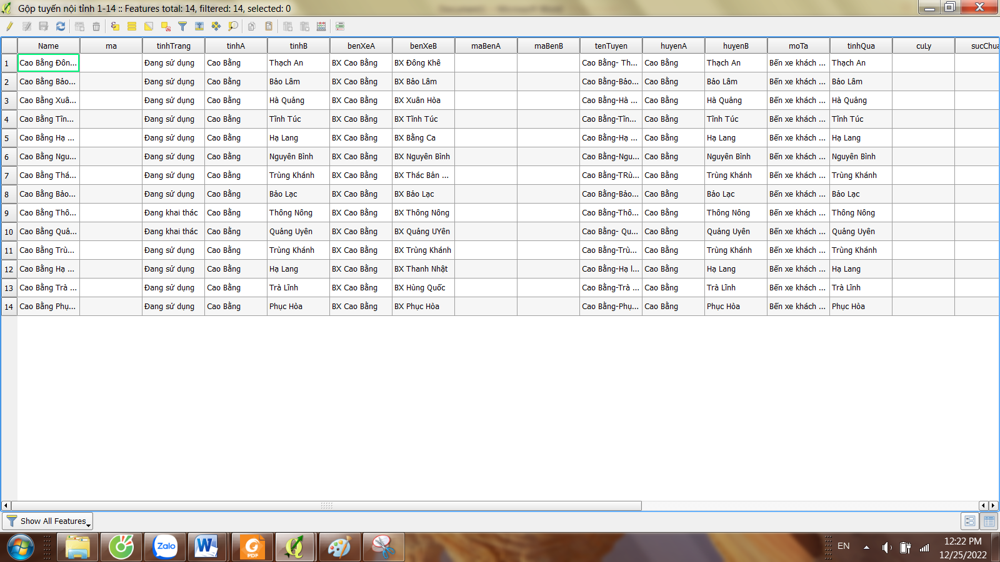 Gộp tuyến nội tỉnh 1-14 :: Features total: 14, filtered: 14, selected: 0
Name ma tinhTrang tinhA tinhB benXeA benXeB maBenA maBenB tenTuyen huyenA huyenB moTa tinhQua cuLy sucChu
1 Cao Bằng Đôn... Đang sử dụng Cao Bằng Thạch An BX Cao Bằng BX Đông Khê Cao Bằng- Th... Cao Bằng Thạch An Bến xe khách ... Thạch An
2 Cao Bằng Bảo... Đang sử dụng Cao Bằng Bảo Lâm BX Cao Bằng BX Bảo Lâm Cao Bằng-Bảo... Cao Bằng Bảo Lâm Bến xe khách ... Bảo Lâm
3 Cao Bằng Xuâ... Đang sử dụng Cao Bằng Hà Quảng BX Cao Bằng BX Xuân Hòa Cao Bằng-Hà ... Cao Bằng Hà Quảng Bến xe khách ... Hà Quảng
4 Cao Bằng Tĩn... Đang sử dụng Cao Bằng Tĩnh Túc BX Cao Bằng BX Tĩnh Túc Cao Bằng-Tĩn... Cao Bằng Tĩnh Túc Bến xe khách ... Tĩnh Túc
5 Cao Bằng Hạ ... Đang sử dụng Cao Bằng Hạ Lang BX Cao Bằng BX Bằng Ca Cao Bằng-Hạ ... Cao Bằng Hạ Lang Bến xe khách ... Hạ Lang
6 Cao Bằng Ngu... Đang sử dụng Cao Bằng Nguyên Bình BX Cao Bằng BX Nguyên Bình Cao Bằng-Ngu... Cao Bằng Nguyên Bình Bến xe khách ... Nguyên Bình
7 Cao Bằng Thá... Đang sử dụng Cao Bằng Trùng Khánh BX Cao Bằng BX Thác Bản ... Cao Bằng-TRù... Cao Bằng Trùng Khánh Bến xe khách ... Trùng Khánh
8 Cao Bằng Bảo... Đang sử dụng Cao Bằng Bảo Lạc BX Cao Bằng BX Bảo Lạc Cao Bằng-Bảo... Cao Bằng Bảo Lạc Bến xe khách ... Bảo Lạc
9 Cao Bằng Thô... Đang khai thác Cao Bằng Thông Nông BX Cao Bằng BX Thông Nông Cao Bằng-Thô... Cao Bằng Thông Nông Bến xe khách ... Thông Nông
10 Cao Bằng Quả... Đang khai thác Cao Bằng Quảng Uyên BX Cao Bằng BX Quảng UYên Cao Bằng- Qu... Cao Bằng Quảng Uyên Bến xe khách ... Quảng Uyên
11 Cao Bằng Trù... Đang sử dụng Cao Bằng Trùng Khánh BX Cao Bằng BX Trùng Khánh Cao Bằng-Trù... Cao Bằng Trùng Khánh Bến xe khách ... Trùng Khánh
12 Cao Bằng Hạ ... Đang sử dụng Cao Bằng Hạ Lang BX Cao Bằng BX Thanh Nhật Cao Bằng-Hạ l... Cao Bằng Hạ Lang Bến xe khách ... Hạ Lang
13 Cao Bằng Trà ... Đang sử dụng Cao Bằng Trà Lĩnh BX Cao Bằng BX Hùng Quốc Cao Bằng-Trà ... Cao Bằng Trà Lĩnh Bến xe khách ... Trà Lĩnh
14 Cao Bằng Phụ... Đang sử dụng Cao Bằng Phục Hòa BX Cao Bằng BX Phục Hòa Cao Bằng-Phụ... Cao Bằng Phục Hòa Bến xe khách ... Phục Hòa
Show All Features
Zalo
W
PDF
EN
12:22 PM
12/25/2022